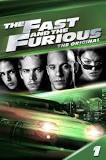 THE FAST
AND THE
FURIOUS
THE ORIGINAL
1